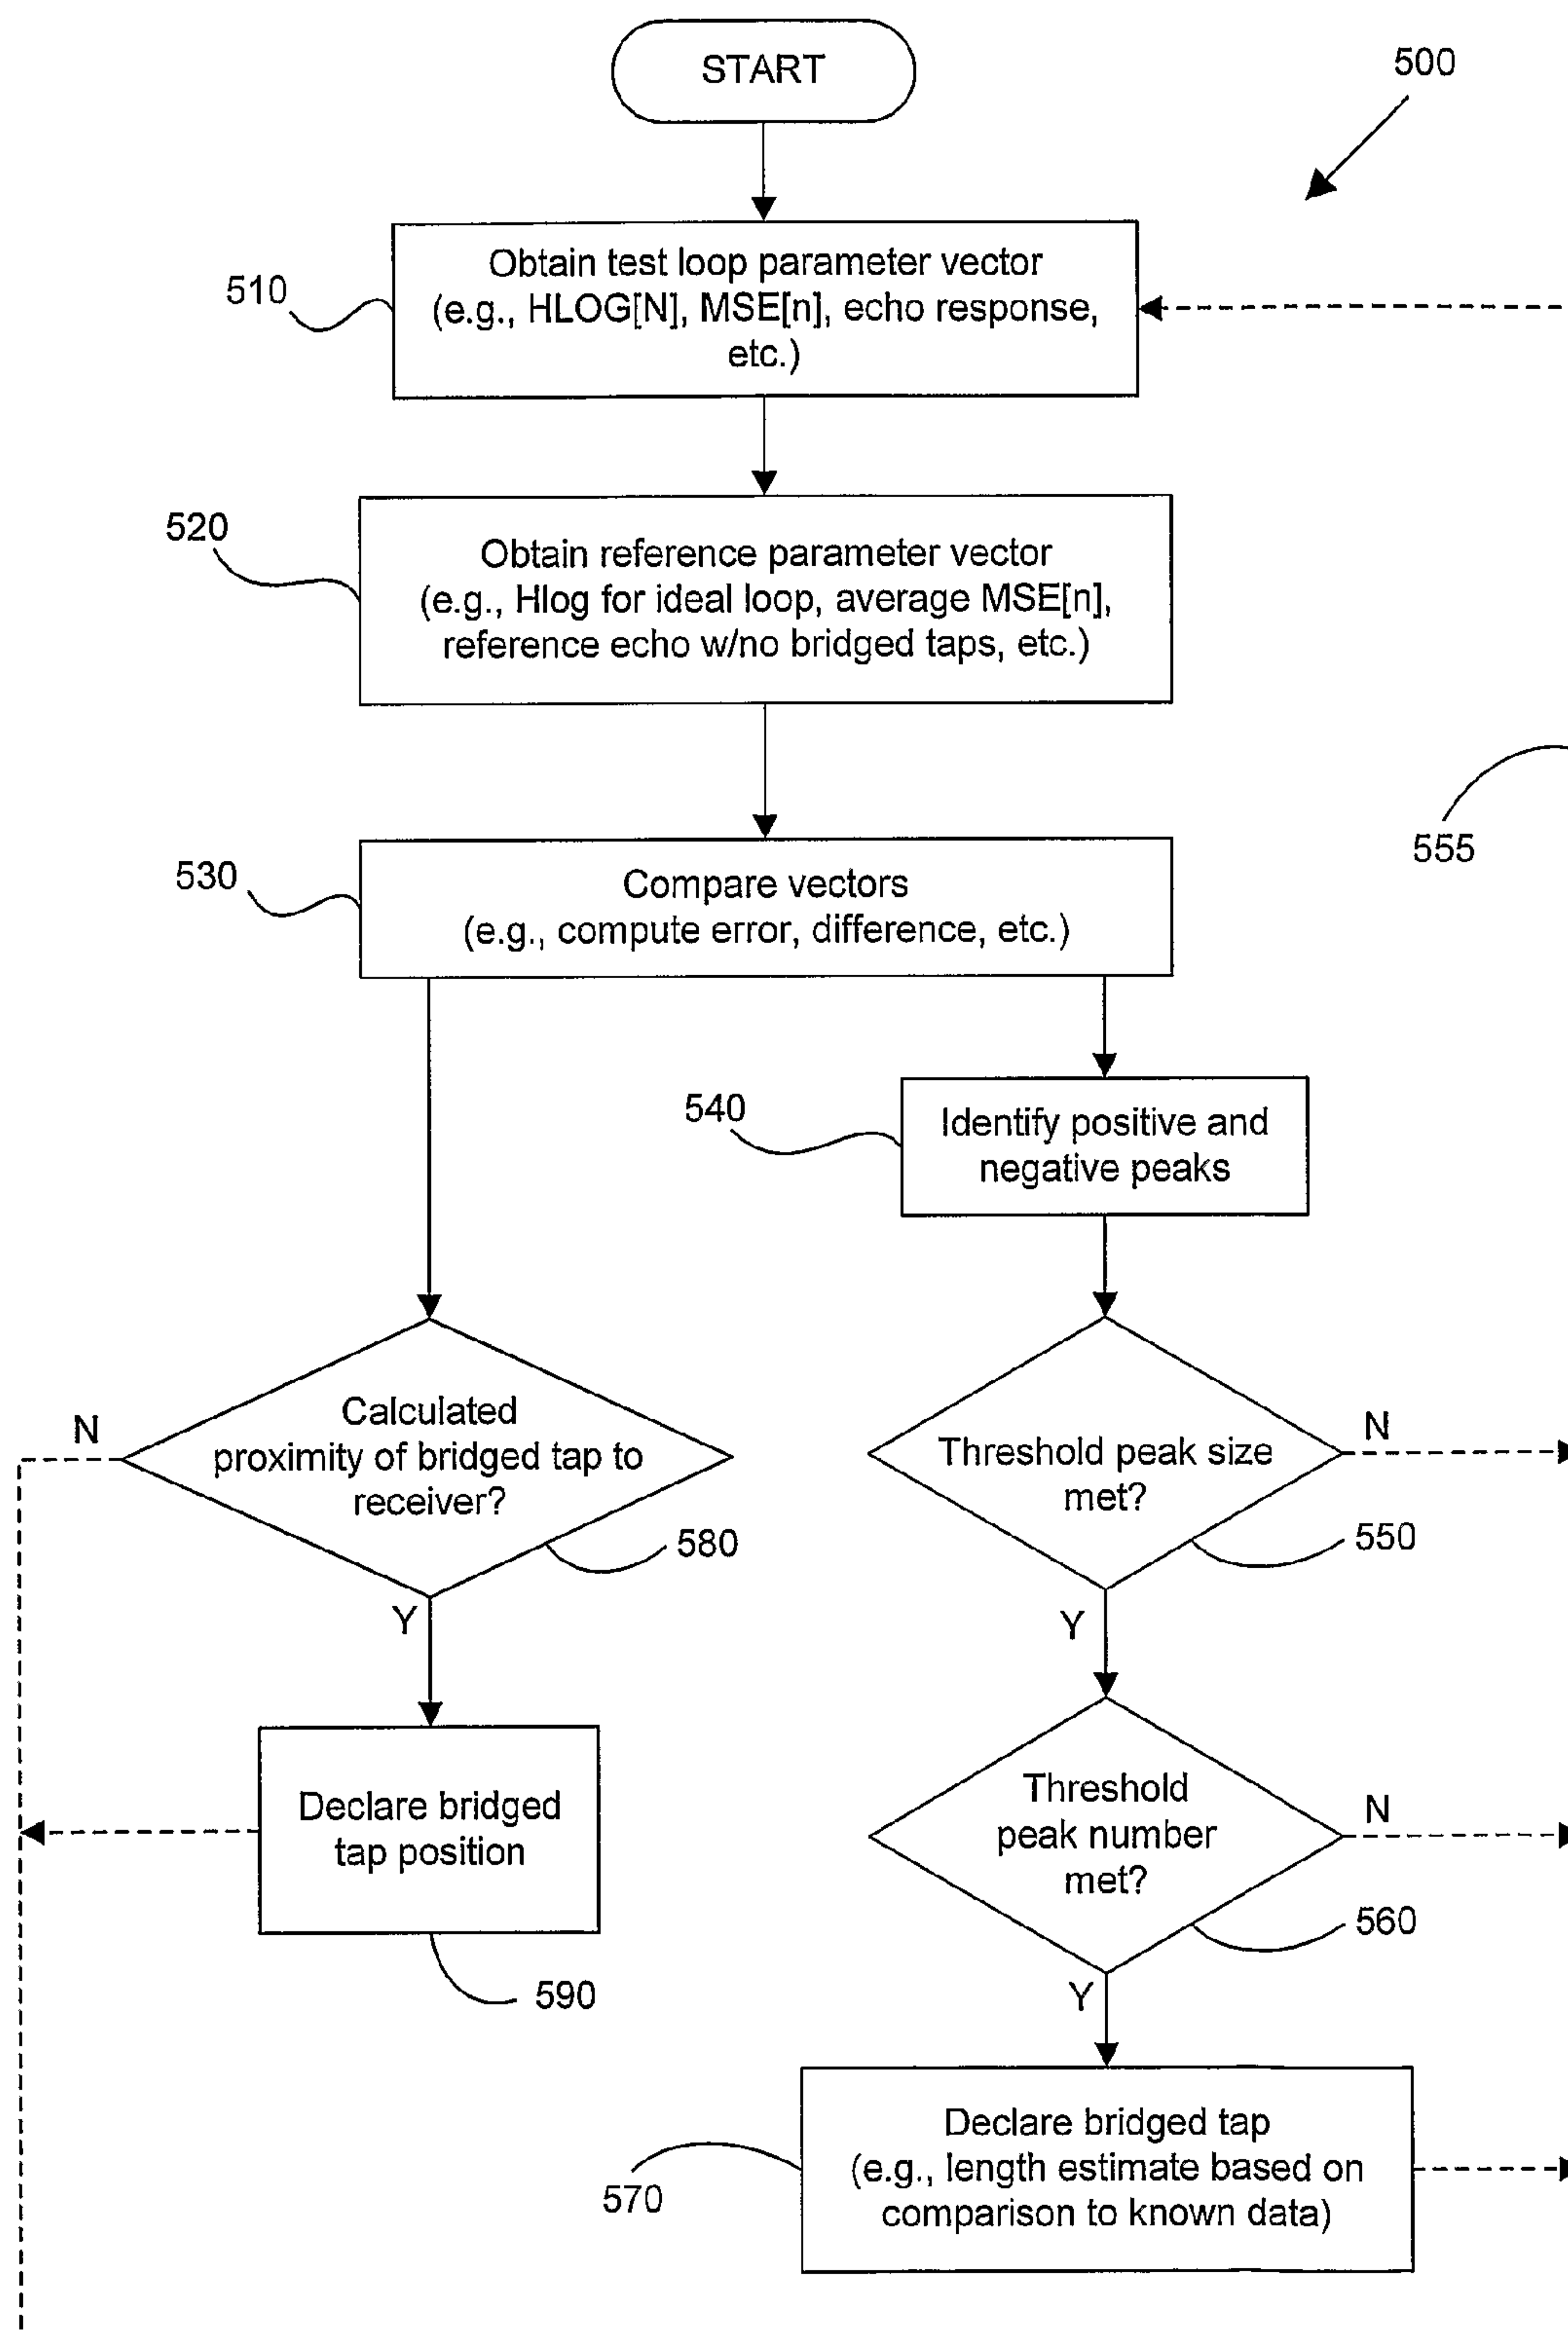 START
500
510
Obtain test loop parameter vector
(e.g., HLOG[N], MSE[n], echo response,
etc.)
520
Obtain reference parameter vector
(e.g., Hlog for ideal loop, average MSE[n],
reference echo w/no bridged taps, etc.)
555
530
Compare vectors
(e.g., compute error, difference, etc.)
540
Identify positive and
negative peaks
N
Calculated
proximity of bridged tap to
receiver?
580
Y
Threshold peak size
met?
N
550
Y
Declare bridged
tap position
590
Threshold
peak number
met?
N
560
Y
570
Declare bridged tap
(e.g., length estimate based on
comparison to known data)